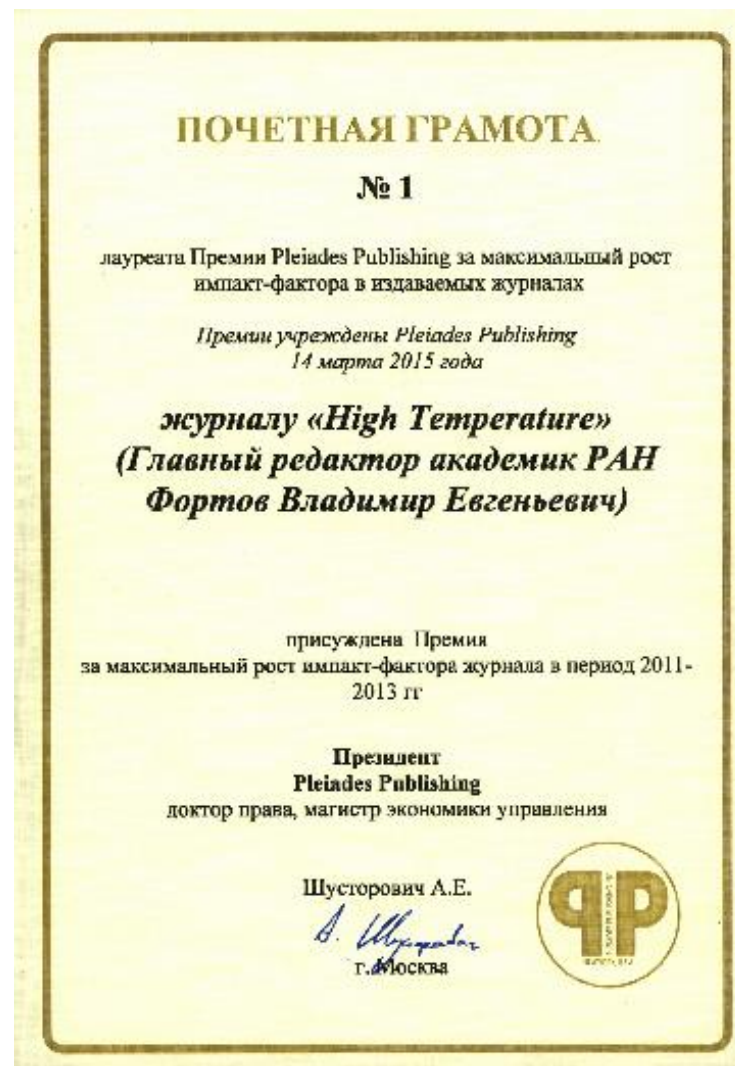 ПОЧЕТНАЯ ГРАМОТА
№ 1
лауреата Премии Pleiades Publishing за максимальный рост
импакт-фактора в издаваемых журналах
Премии учреждены Pleiades Publishing
14 марта 2015 года
журналу «High Temperature»
(Главный редактор академик РАН
Фортов Владимир Евгеньевич)
присуждена Премия
за максимальный рост импакт-фактора журнала в период 2011-
2013 гг
Президент
Pleiades Publishing
доктор права, магистр экономики управления
Шусторович А.Е.
г. Москва
PP